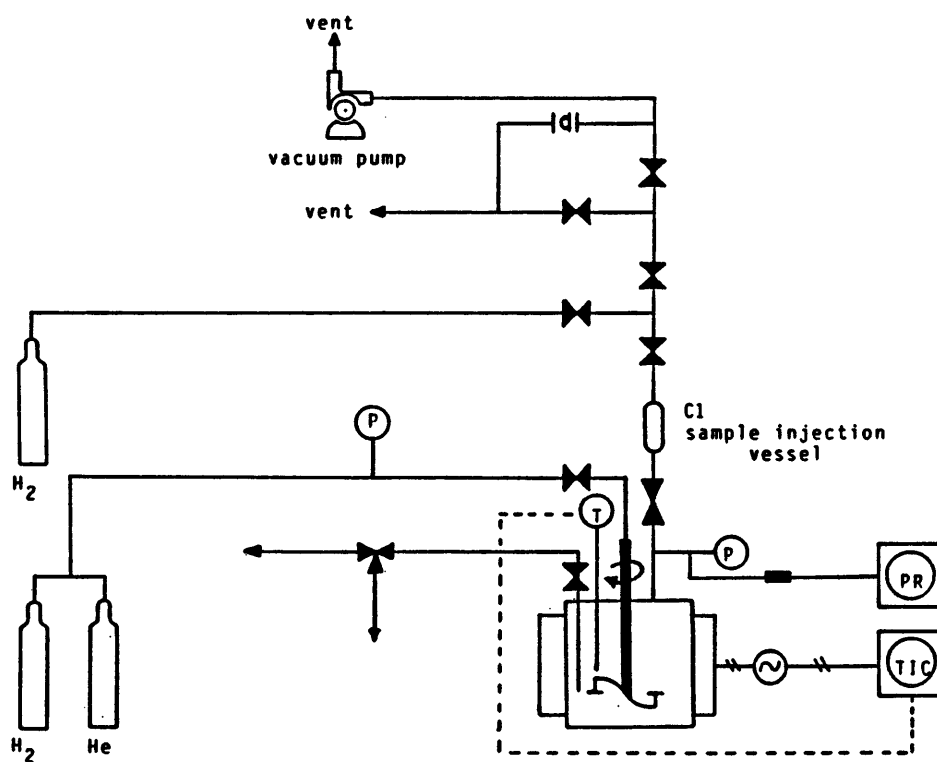 vent
vacuum pump
vent
C1
sample injection
vessel
H2
P
T
P
PR
TIC
H2
He